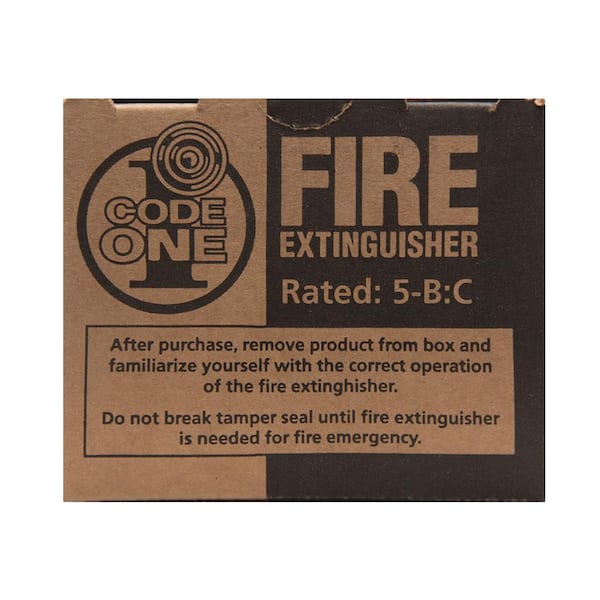 1
CODE
ONE
FIRE
EXTINGUISHER
Rated: 5-B:C
After purchase, remove product from box and
familiarize yourself with the correct operation
of the fire extinghisher.
Do not break tamper seal until fire extinguisher
is needed for fire emergency.